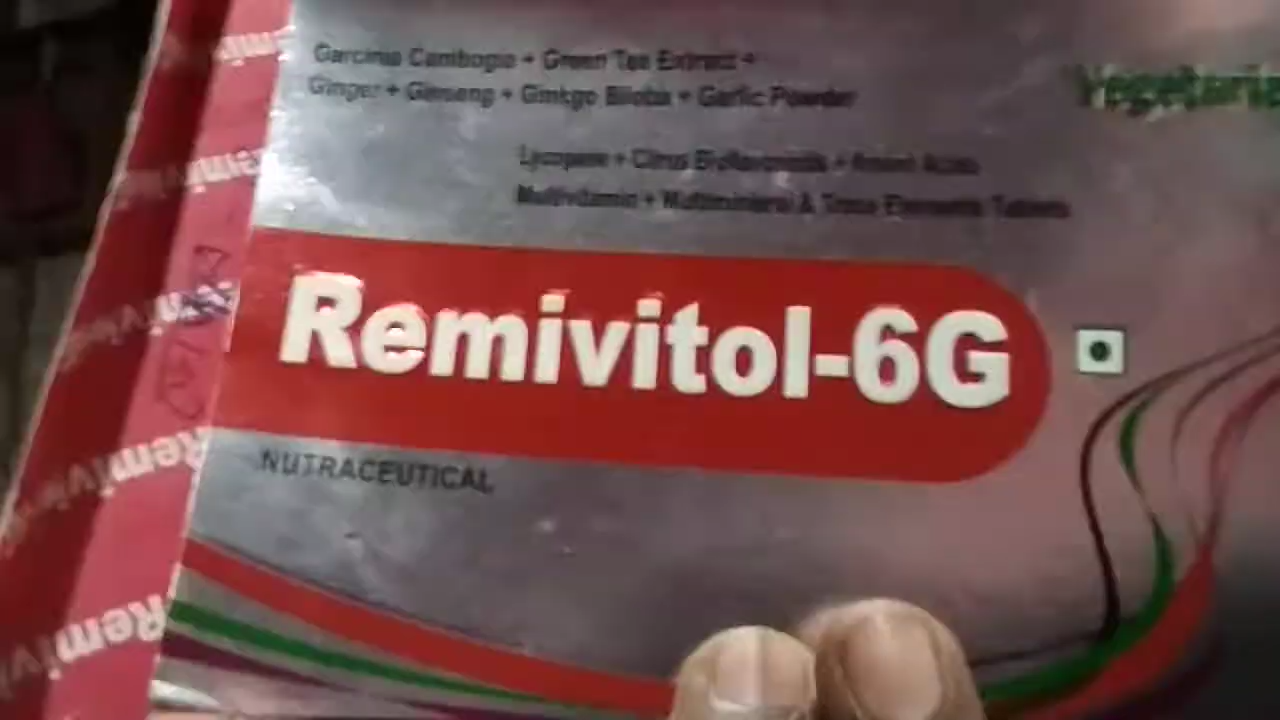 Garcinia Cambogia + Green Tea Extract +
Ginger + Ginseng + Ginkgo Biloba + Garlic Powder
Vegetarian
Lycopene + Citrus Bioflavonoids + Amino Acids
Multivitamin + Multimineral & Trace Elements Tablets
Remivitol-6G
NUTRACEUTICAL